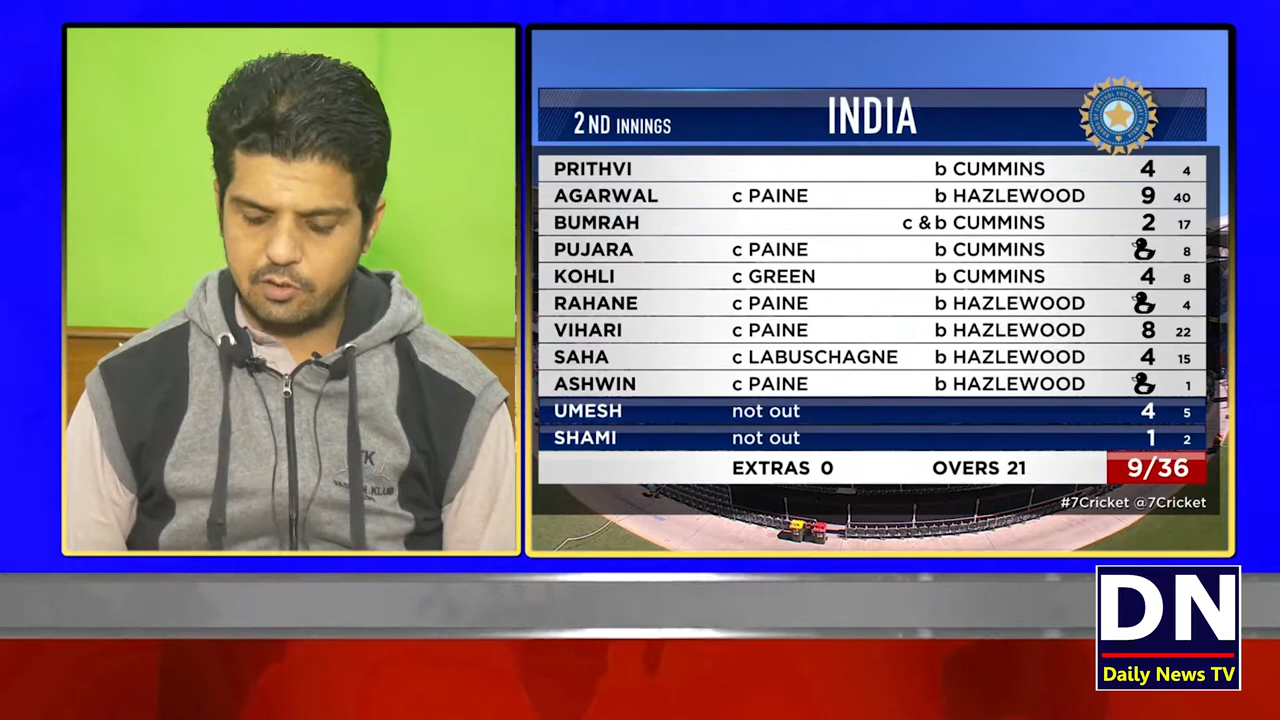 2ND INNINGS INDIA
PRITHVI b CUMMINS 4 4
AGARWAL c PAINE b HAZLEWOOD 9 40
BUMRAH c & b CUMMINS 2 17
PUJARA c PAINE b CUMMINS 8
KOHLI c GREEN b CUMMINS 4 8
RAHANE c PAINE b HAZLEWOOD 4
VIHARI c PAINE b HAZLEWOOD 8 22
SAHA c LABUSCHAGNE b HAZLEWOOD 4 15
ASHWIN c PAINE b HAZLEWOOD 1
UMESH not out 4 5
SHAMI not out 1 2
EXTRAS 0 OVERS 21 9/36
#7Cricket @7Cricket
DN
Daily News TV